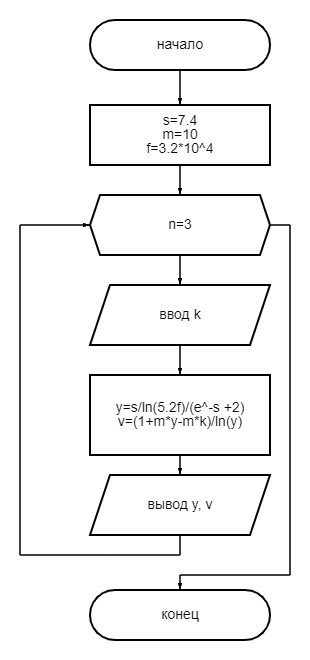 начало
s=7.4
m=10
f=3.2*10^4
n=3
ввод k
y=s/ln(5.2f)/(e^-s +2)
v=(1+m*y-m*k)/ln(y)
вывод y, v
конец